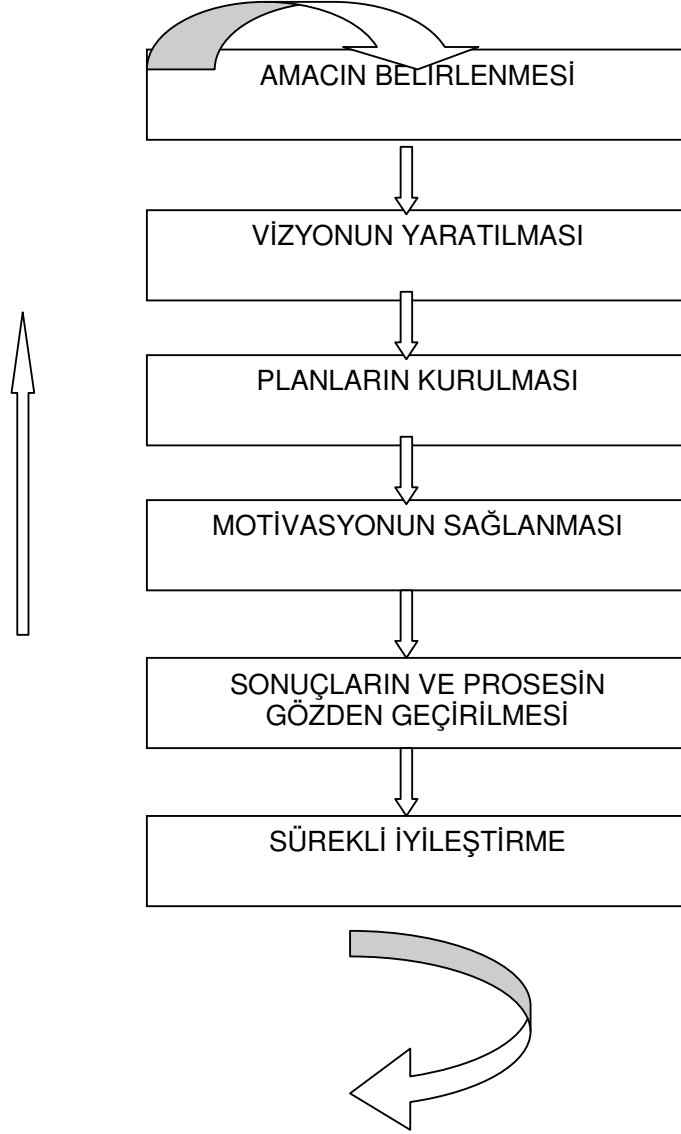 AMACIN BELİRLENMESİ
VİZYONUN YARATILMASI
PLANLARIN KURULMASI
MOTİVASYONUN SAĞLANMASI
SONUÇLARIN VE PROSESİN
GÖZDEN GEÇİRİLMESİ
SÜREKLİ İYİLEŞTİRME